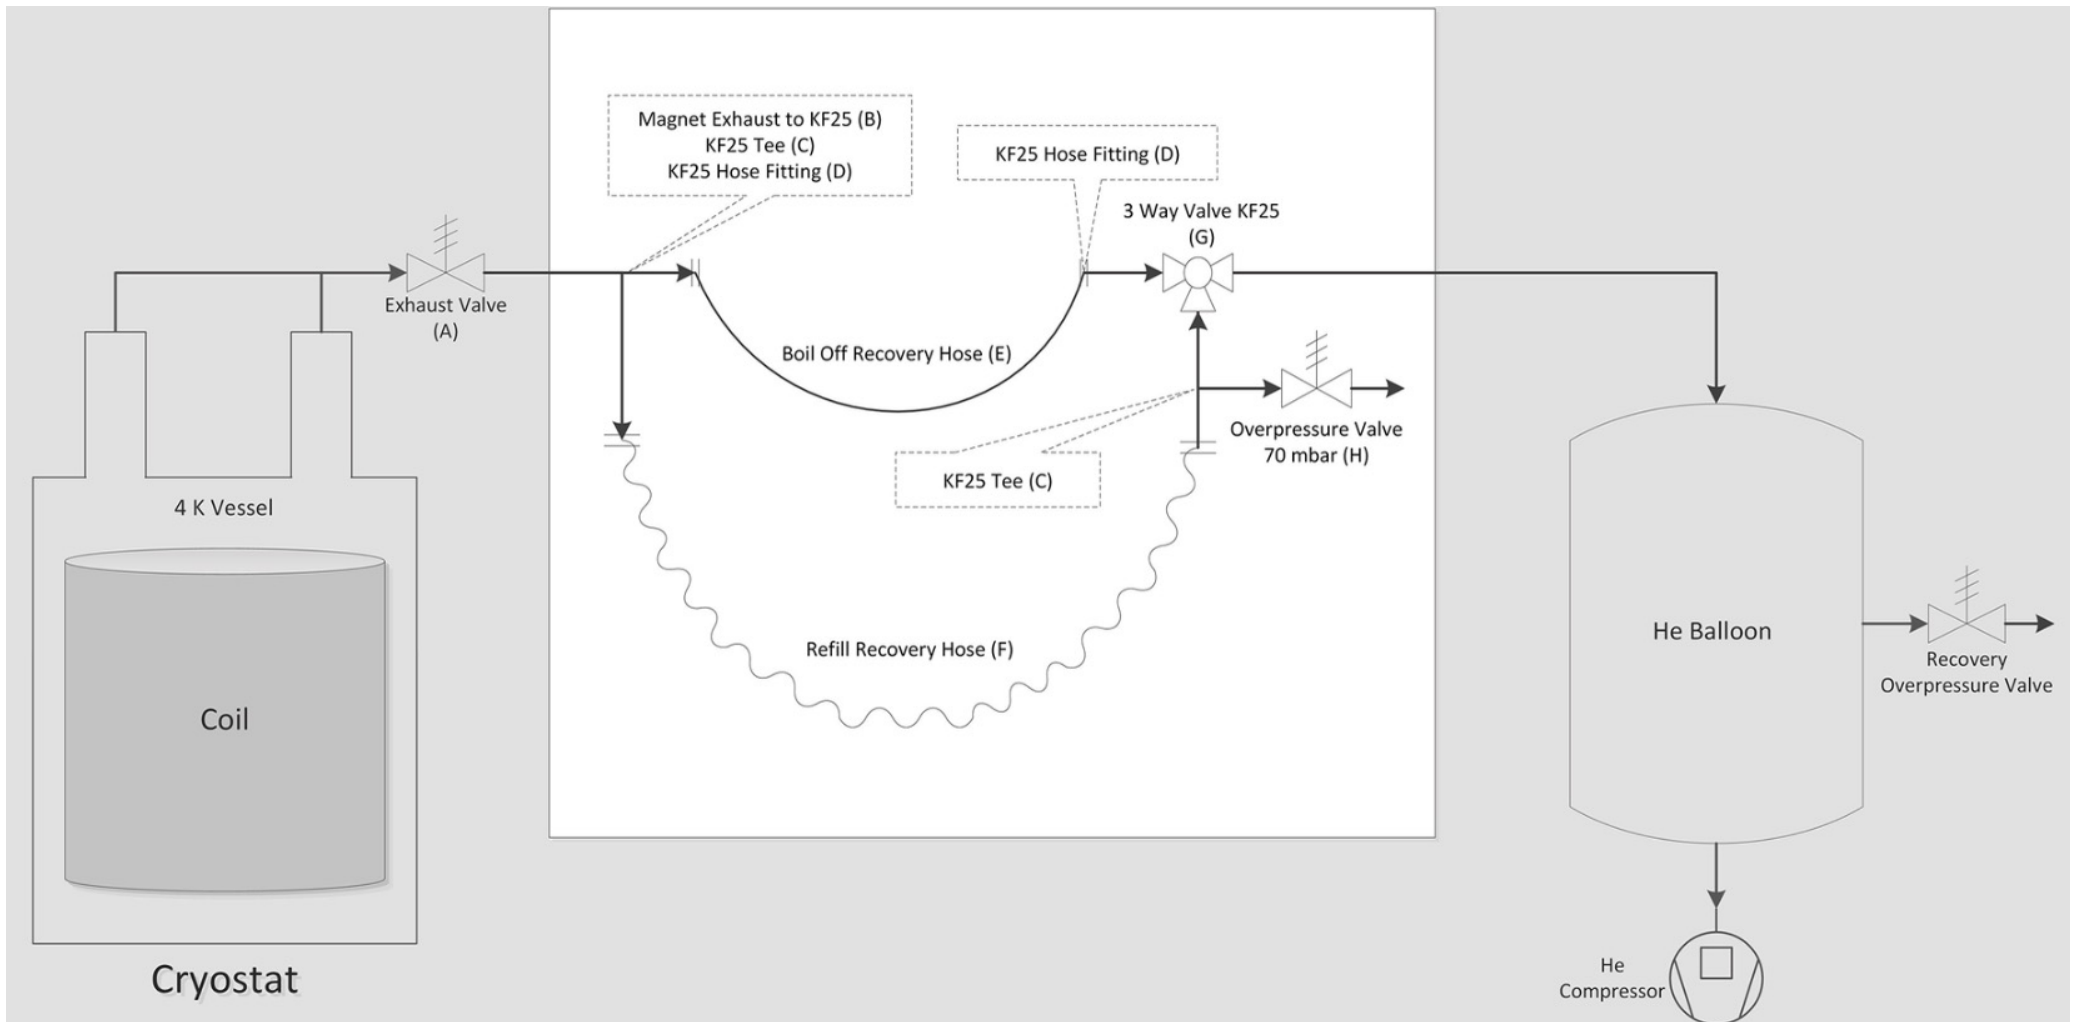 Magnet Exhaust to KF25 (B)
KF25 Tee (C)
KF25 Hose Fitting (D)
KF25 Hose Fitting (D)
3 Way Valve KF25
(G)
Exhaust Valve
(A)
Boil Off Recovery Hose (E)
Overpressure Valve
70 mbar (H)
KF25 Tee (C)
4 K Vessel
Refill Recovery Hose (F)
He Balloon
Recovery
Overpressure Valve
Coil
Cryostat
He
Compressor